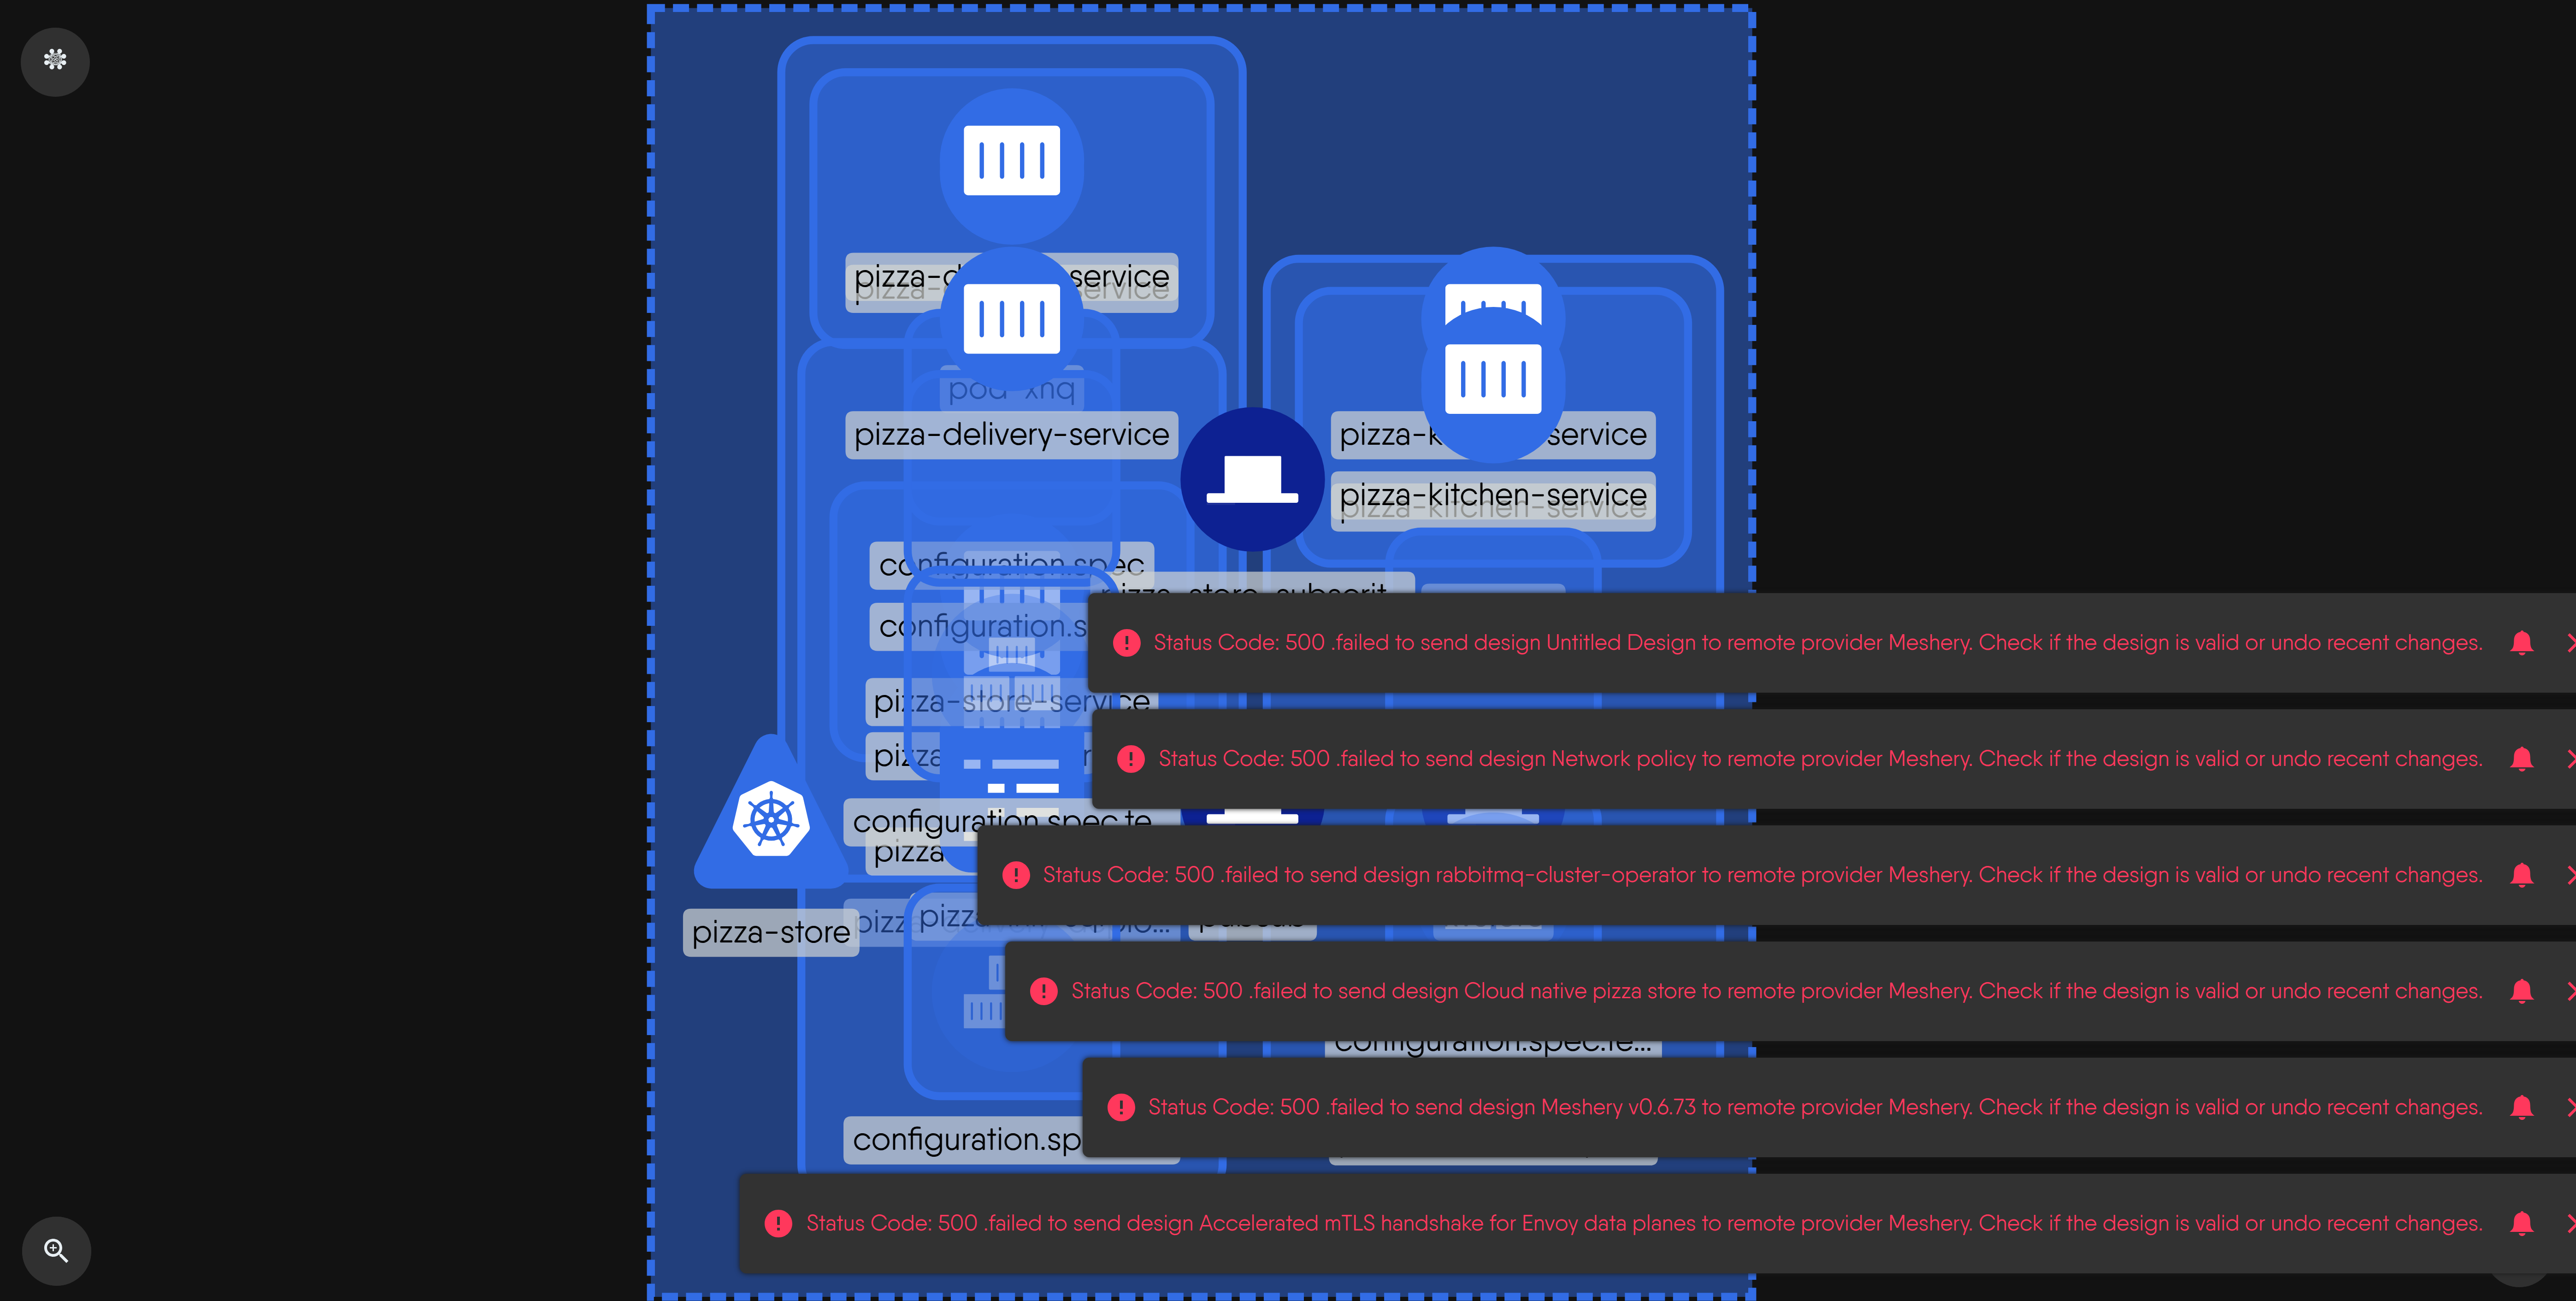 pizza-d service
service
pod-xnq
pizza-delivery-service
pizza-k service
pizza-kitchen-service
pizza-kitchen-service
configuration.spec
pizza-store-subscrit
configuration.s
Status Code: 500 .failed to send design Untitled Design to remote provider Meshery. Check if the design is valid or undo recent changes.
pizza-store-service
pizza
Status Code: 500 .failed to send design Network policy to remote provider Meshery. Check if the design is valid or undo recent changes.
configuration.spec.te
pizza
Status Code: 500 .failed to send design rabbitmq-cluster-operator to remote provider Meshery. Check if the design is valid or undo recent changes.
pizza
pizza-store
pubsub
Status Code: 500 .failed to send design Cloud native pizza store to remote provider Meshery. Check if the design is valid or undo recent changes.
configuration.spec.te...
Status Code: 500 .failed to send design Meshery v0.6.73 to remote provider Meshery. Check if the design is valid or undo recent changes.
configuration.sp
Status Code: 500 .failed to send design Accelerated mTLS handshake for Envoy data planes to remote provider Meshery. Check if the design is valid or undo recent changes.